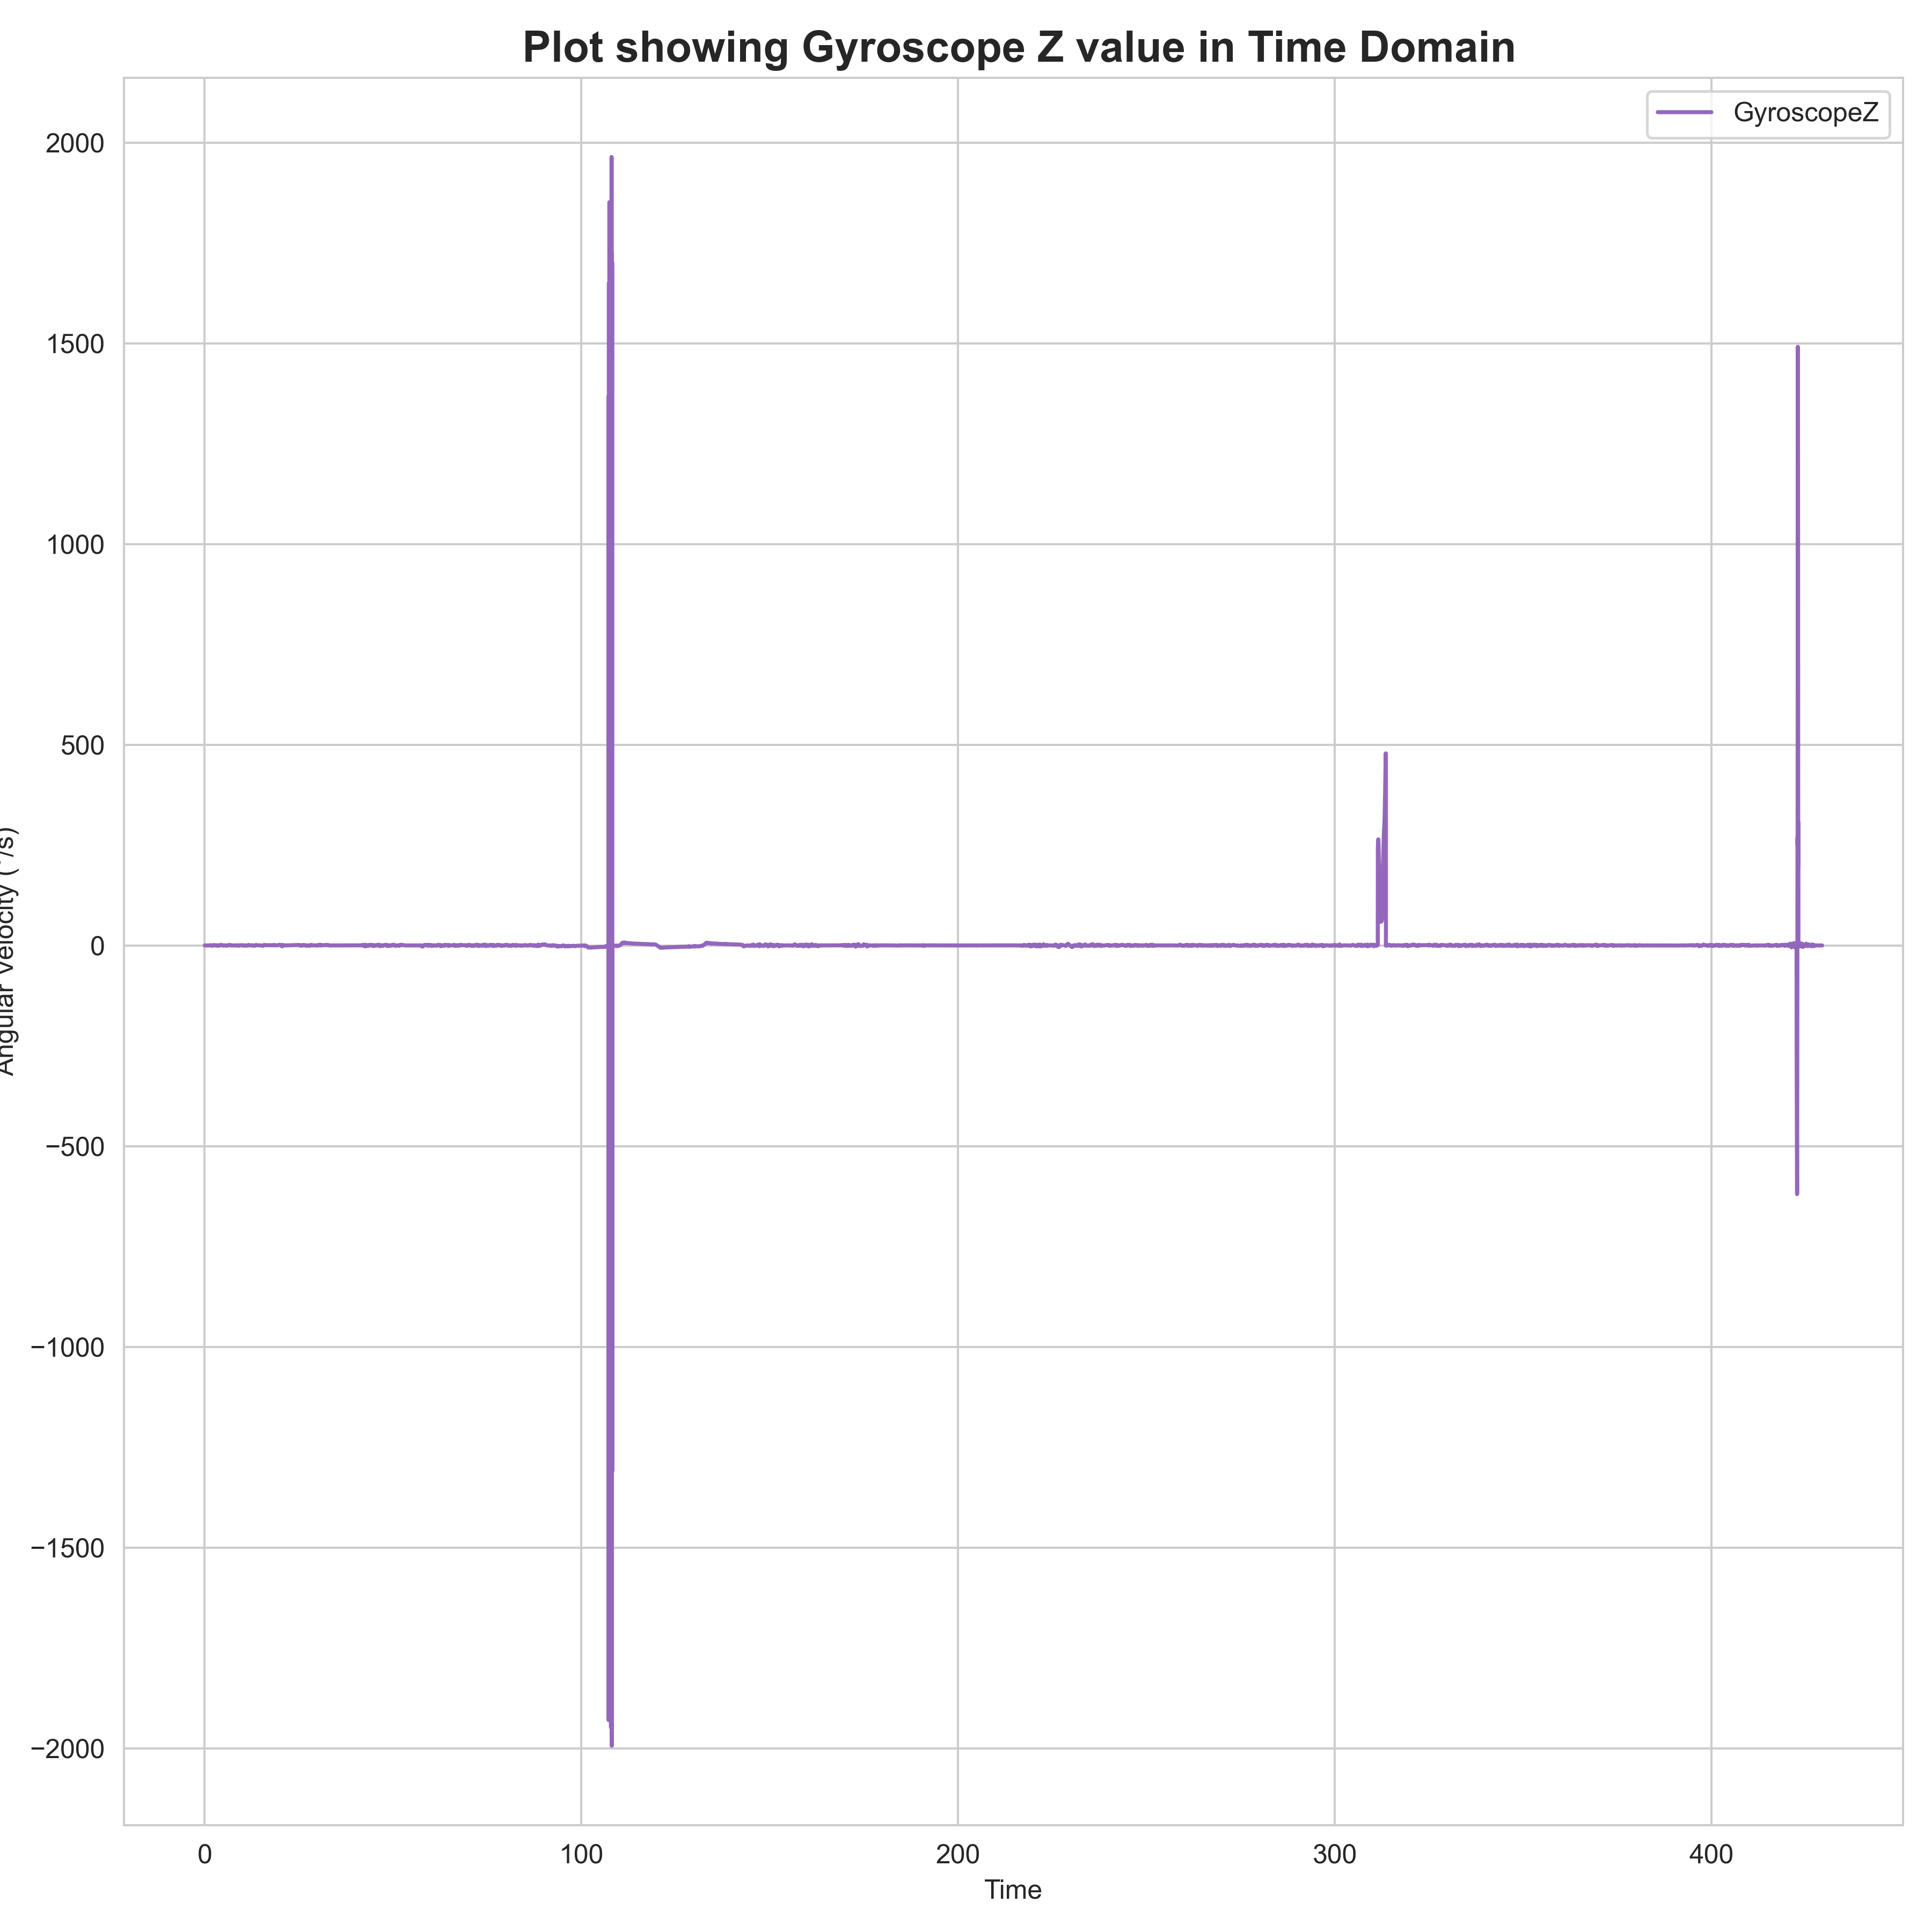 Plot showing Gyroscope Z value in Time Domain
GyroscopeZ
2000
1500
1000
500
0
−500
−1000
−1500
−2000
Angular Velocity (°/s)
0 100 200 300 400
Time